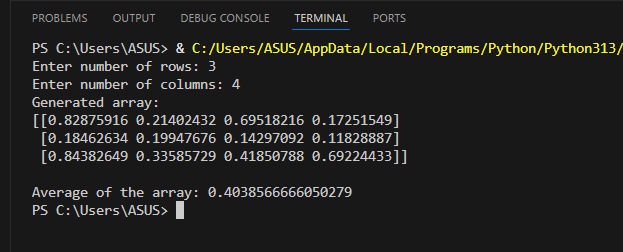 PROBLEMS OUTPUT DEBUG CONSOLE TERMINAL PORTS
PS C:\Users\ASUS> & C:/Users/ASUS/AppData/Local/Programs/Python/Python313/
Enter number of rows: 3
Enter number of columns: 4
Generated array:
[[0.82875916 0.21402432 0.69518216 0.17251549]
 [0.18462634 0.19947676 0.14297092 0.11828887]
 [0.84382649 0.33585729 0.41850788 0.69224433]]
Average of the array: 0.4038566666050279
PS C:\Users\ASUS>